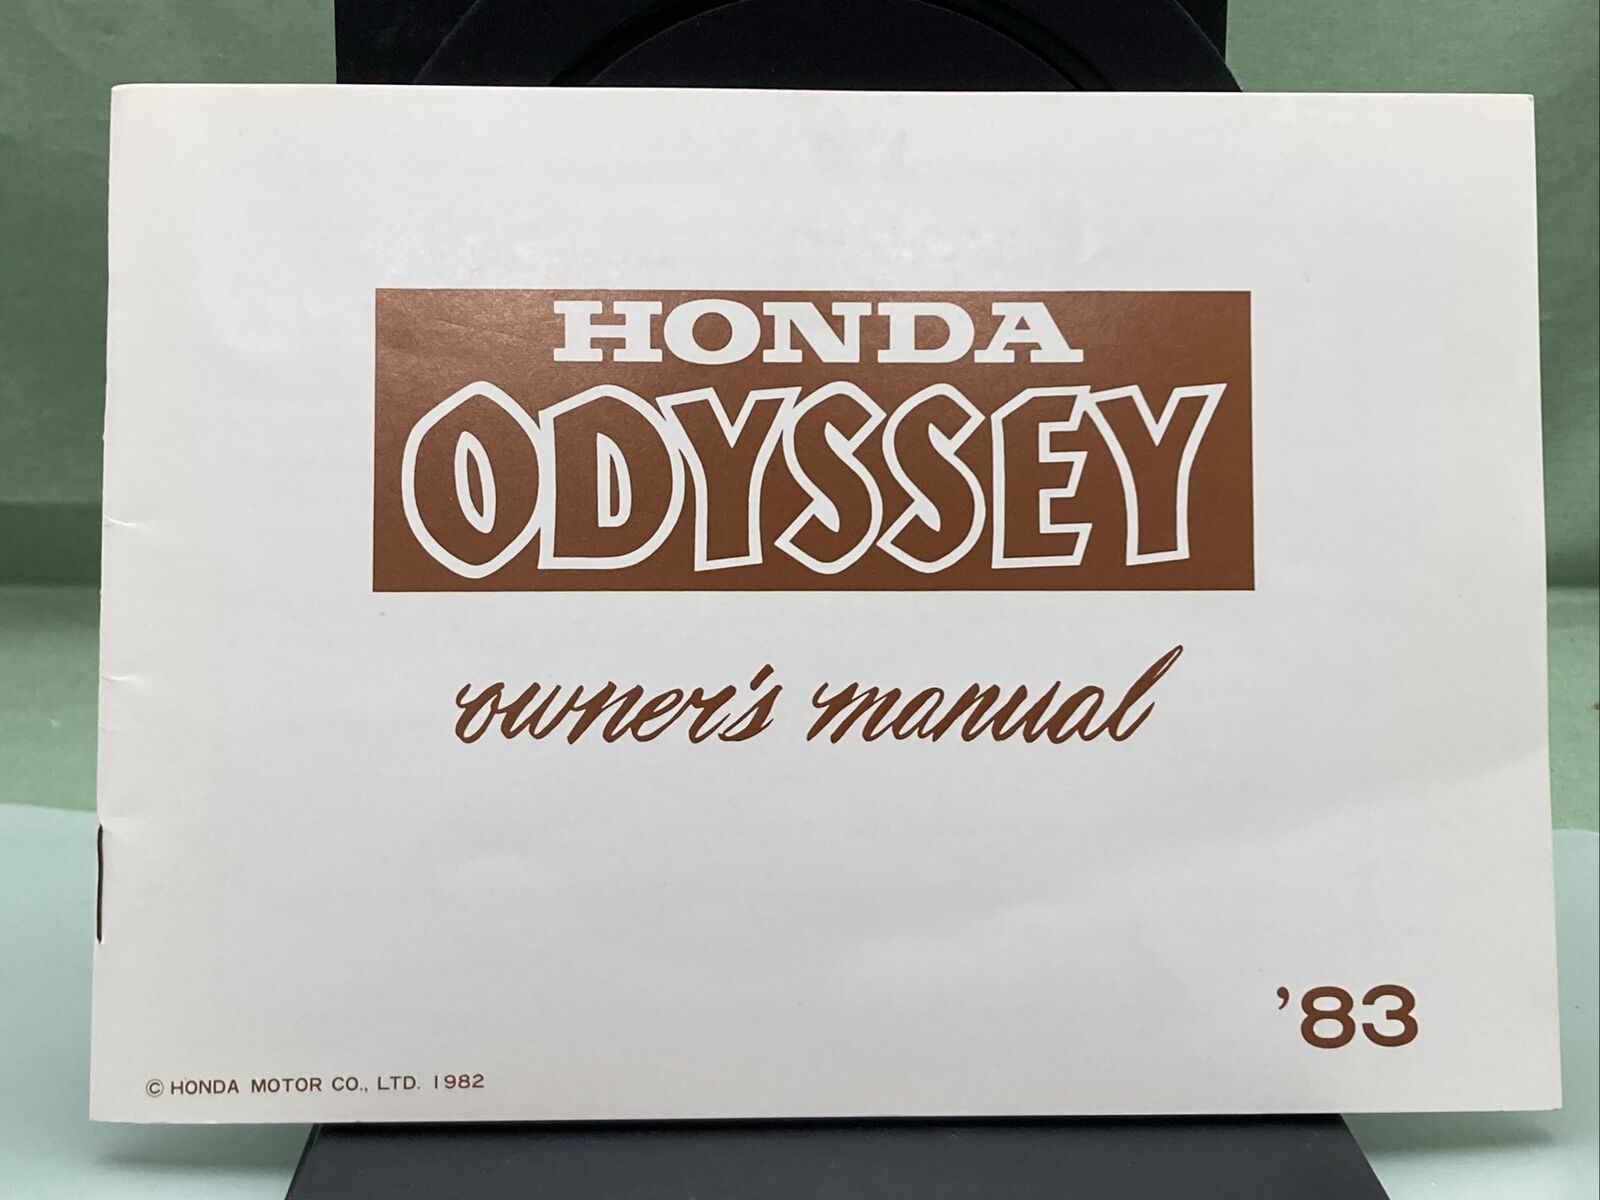 HONDA
ODYSSEY
owner's manual
'83
© HONDA MOTOR CO., LTD. 1982